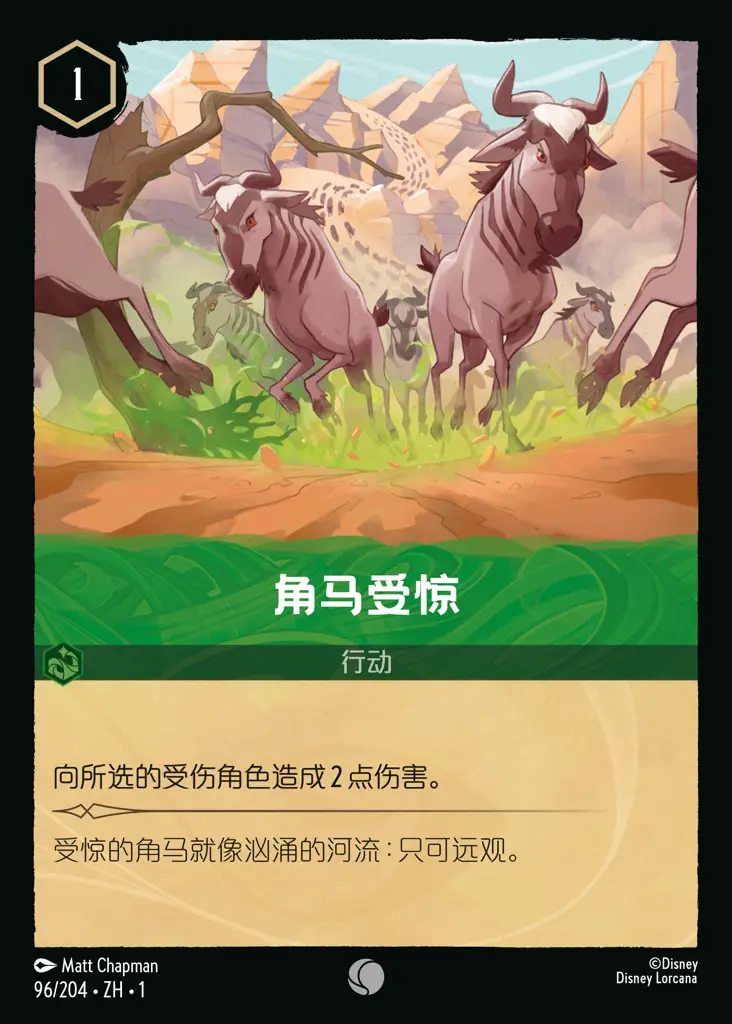 1
角马受惊
行动
向所选的受伤角色造成2点伤害。
受惊的角马就像汹涌的河流:只可远观。
Matt Chapman
96/204 • ZH • 1
©Disney
Disney Lorcana